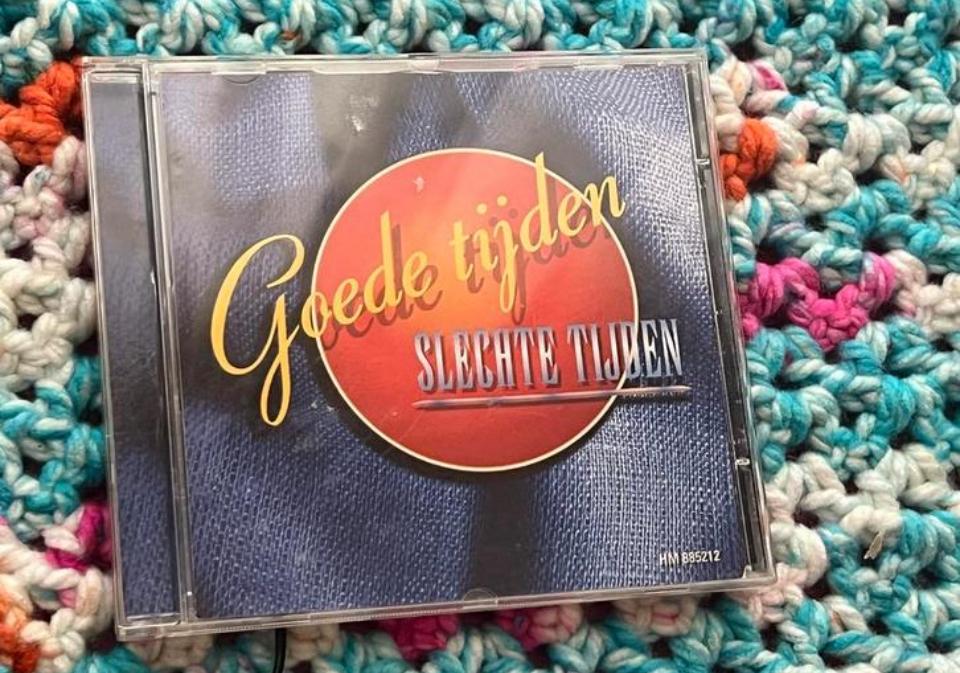 Goede tijden
SLECHTE TIJDEN
HM 885212